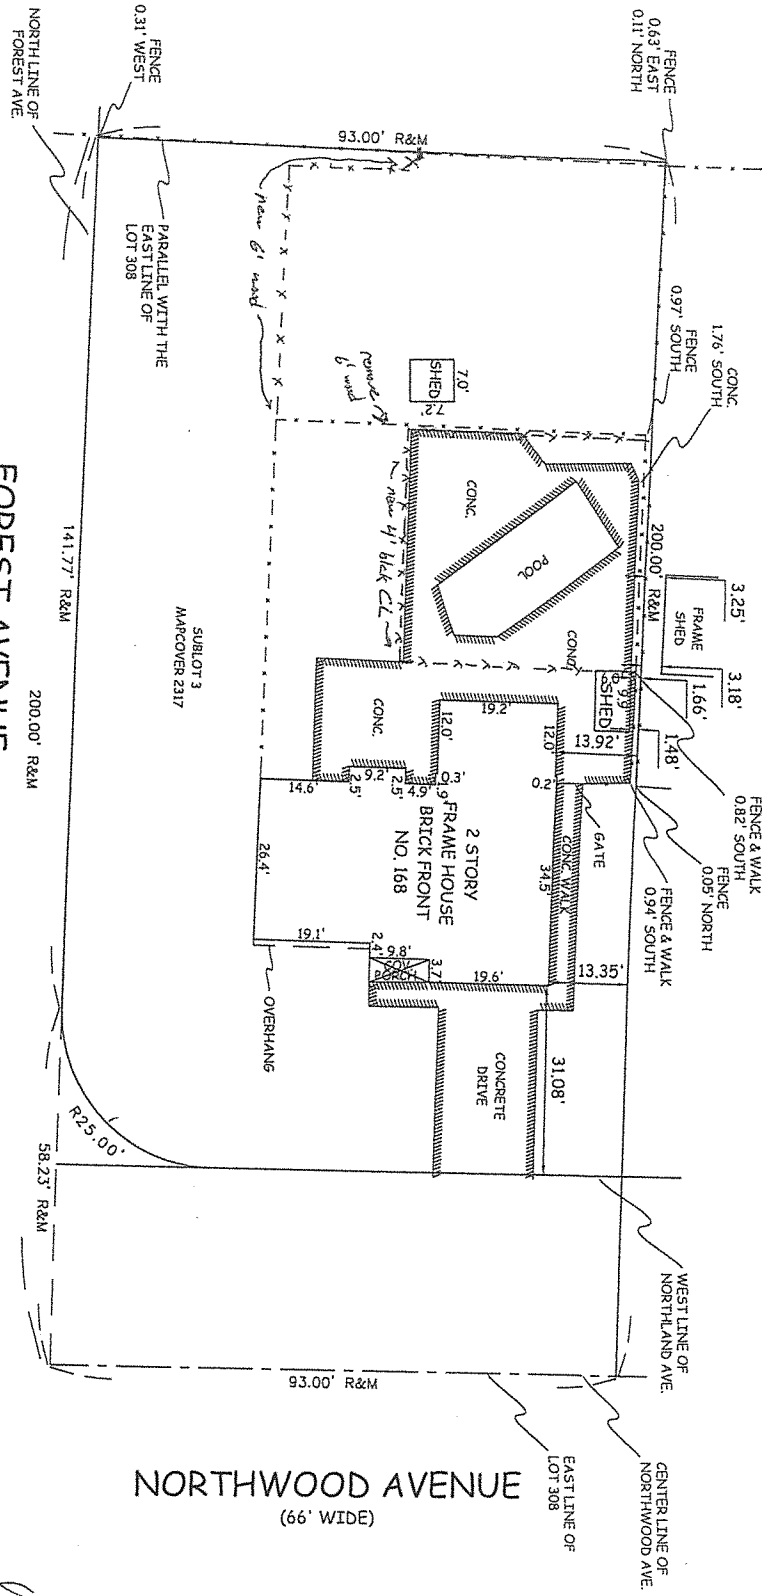 FENCE
0.63' EAST
0.11' NORTH
FENCE
0.31' WEST
NORTH LINE OF
FOREST AVE.
93.00' R&M
PARALLEL WITH THE
EAST LINE OF
LOT 308
new 6' wood
remove
6' wood
7.0'
SHED
7.2'
FENCE
0.97' SOUTH
CONC.
1.76' SOUTH
200.00' R&M
CONC.
POOL
CONC.
new 4' blak CL
3.25'
FRAME
SHED
3.18'
1.66'
1.48'
SHED
9.9
FENCE & WALK
0.82' SOUTH
FENCE
0.05' NORTH
FENCE & WALK
0.94' SOUTH
13.92'
19.2'
12.0'
12.0'
CONC.
0.3'
0.2'
14.6'
2.5'
9.2'
2.5'
4.9'
GATE
CONC. WALK
34.5'
2 STORY
FRAME HOUSE
BRICK FRONT
NO. 168
26.4'
19.1'
2.4'
9.8'
COV.
PORCH
3.7'
19.6'
13.35'
OVERHANG
31.08'
CONCRETE
DRIVE
SUBLOT 3
MAPCOVER 2317
141.77' R&M
FOREST AVENUE
200.00' R&M
R25.00'
58.23' R&M
93.00' R&M
WEST LINE OF
NORTHLAND AVE.
CENTER LINE OF
NORTHWOOD AVE.
EAST LINE OF
LOT 308
NORTHWOOD AVENUE
(66' WIDE)